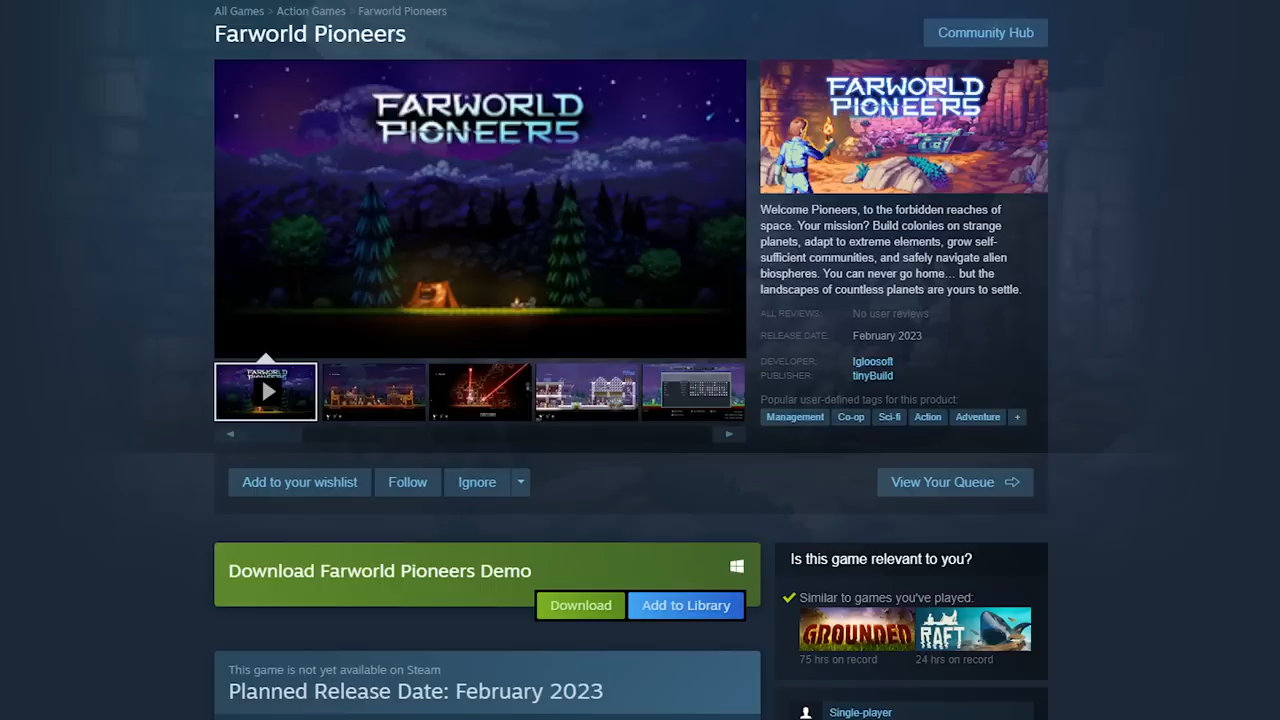 All Games > Action Games > Farworld Pioneers
Farworld Pioneers
Community Hub
FARWORLD
PIONEERS
FARWORLD
PIONEERS
Welcome Pioneers, to the forbidden reaches of
space. Your mission? Build colonies on strange
planets, adapt to extreme elements, grow self-
sufficient communities, and safely navigate alien
biospheres. You can never go home... but the
landscapes of countless planets are yours to settle.
ALL REVIEWS: No user reviews
RELEASE DATE: February 2023
DEVELOPER: Igloosoft
PUBLISHER: tinyBuild
Popular user-defined tags for this product:
Management Co-op Sci-fi Action Adventure +
FARWORLD
PIONEERS
Add to your wishlist Follow Ignore
View Your Queue
Download Farworld Pioneers Demo
Download Add to Library
This game is not yet available on Steam
Planned Release Date: February 2023
Is this game relevant to you?
Similar to games you've played:
GROUNDED RAFT
75 hrs on record 24 hrs on record
Single-player